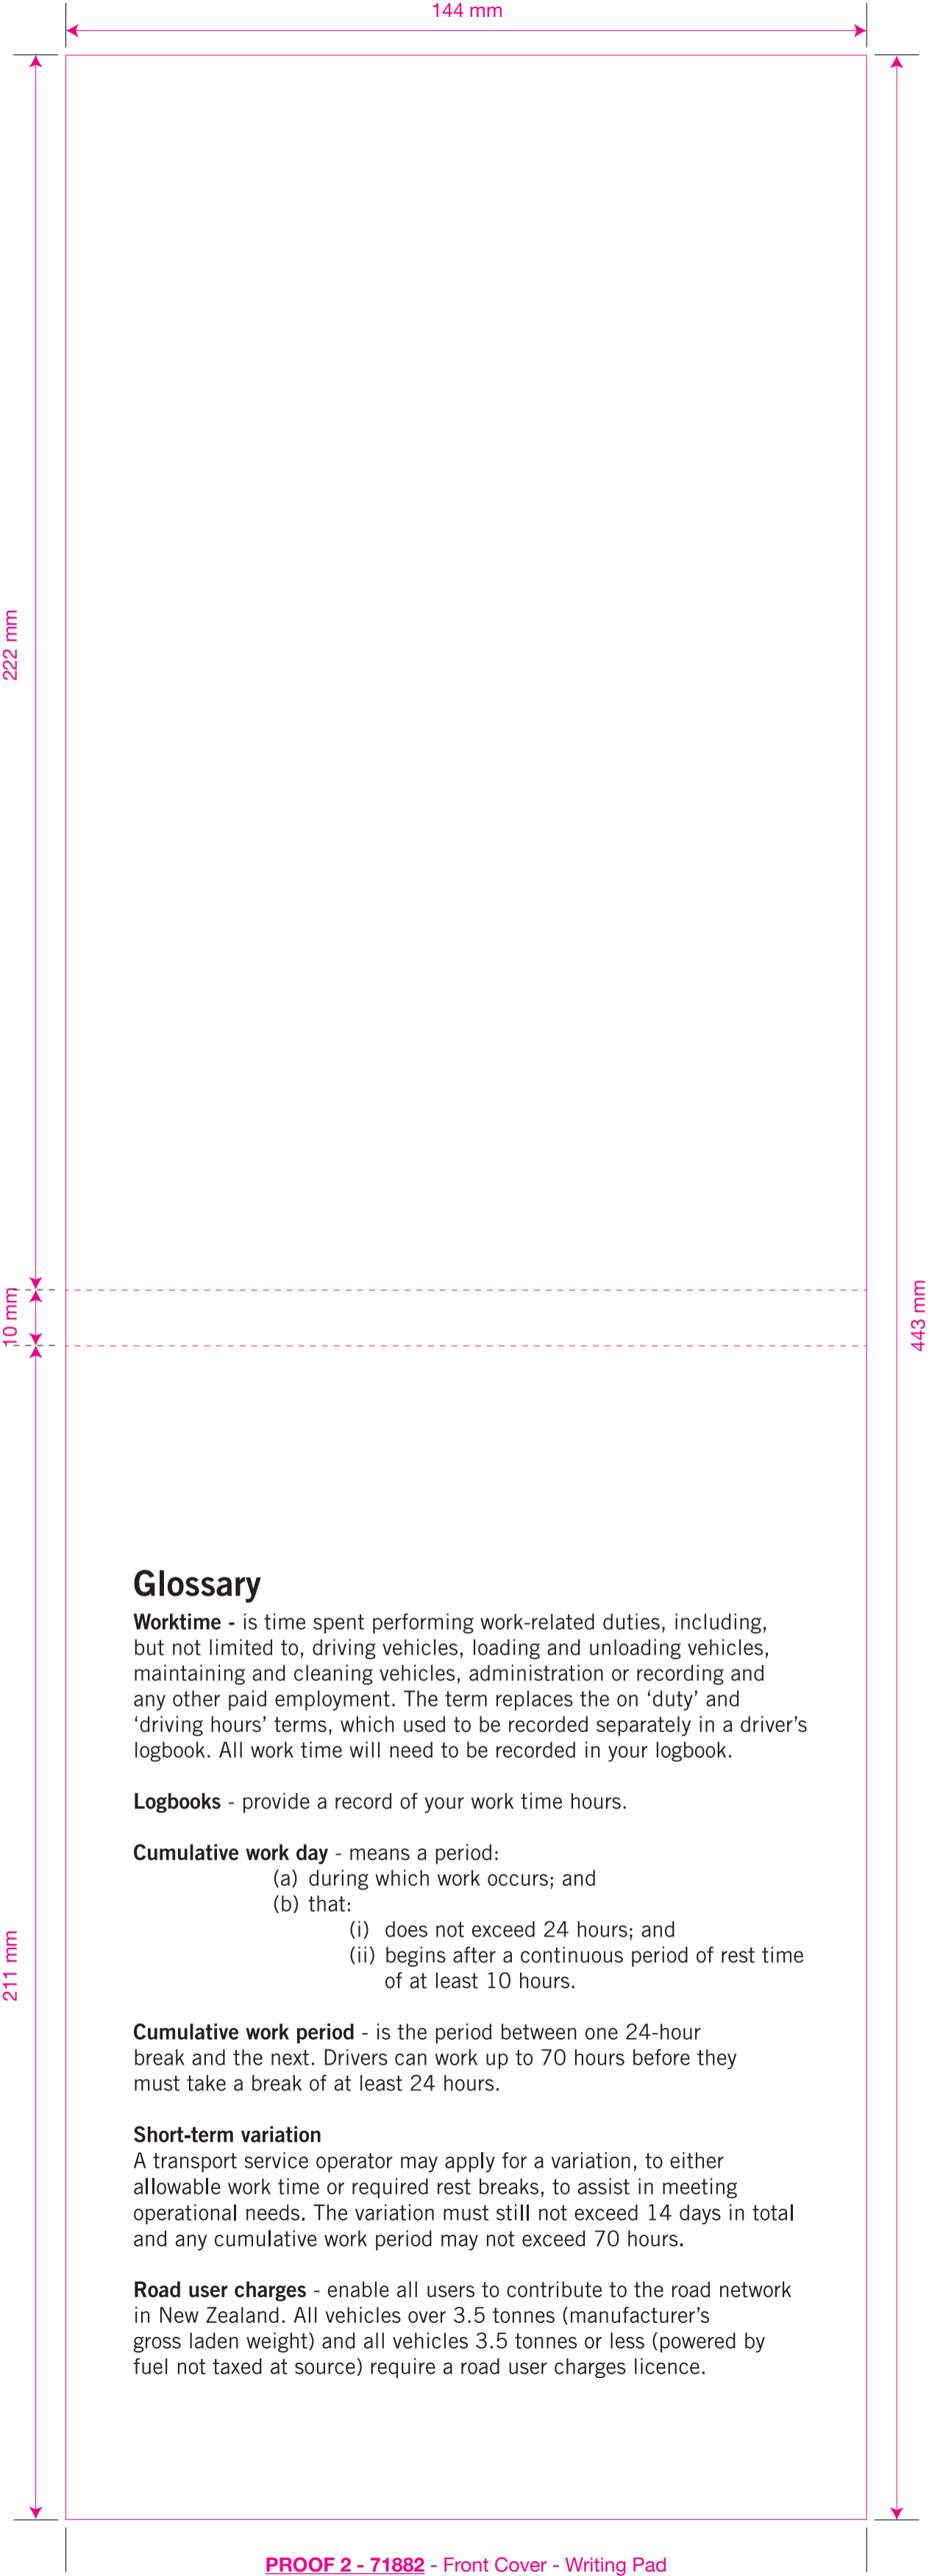 144 mm
222 mm
10 mm
443 mm
211 mm
Glossary
Worktime - is time spent performing work-related duties, including,
but not limited to, driving vehicles, loading and unloading vehicles,
maintaining and cleaning vehicles, administration or recording and
any other paid employment. The term replaces the on ‘duty’ and
‘driving hours’ terms, which used to be recorded separately in a driver’s
logbook. All work time will need to be recorded in your logbook.
Logbooks - provide a record of your work time hours.
Cumulative work day - means a period:
(a) during which work occurs; and
(b) that:
(i) does not exceed 24 hours; and
(ii) begins after a continuous period of rest time
of at least 10 hours.
Cumulative work period - is the period between one 24-hour
break and the next. Drivers can work up to 70 hours before they
must take a break of at least 24 hours.
Short-term variation
A transport service operator may apply for a variation, to either
allowable work time or required rest breaks, to assist in meeting
operational needs. The variation must still not exceed 14 days in total
and any cumulative work period may not exceed 70 hours.
Road user charges - enable all users to contribute to the road network
in New Zealand. All vehicles over 3.5 tonnes (manufacturer’s
gross laden weight) and all vehicles 3.5 tonnes or less (powered by
fuel not taxed at source) require a road user charges licence.
PROOF 2 - 71882 - Front Cover - Writing Pad